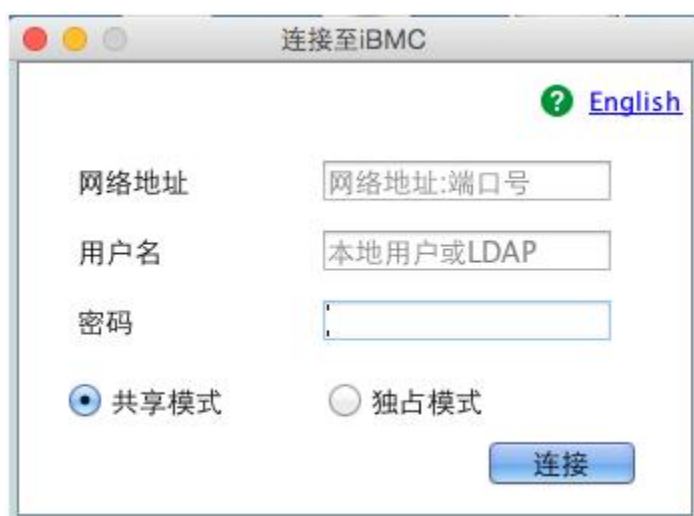 连接至iBMC
English
网络地址 网络地址:端口号
用户名 本地用户或LDAP
密码
共享模式 独占模式
连接